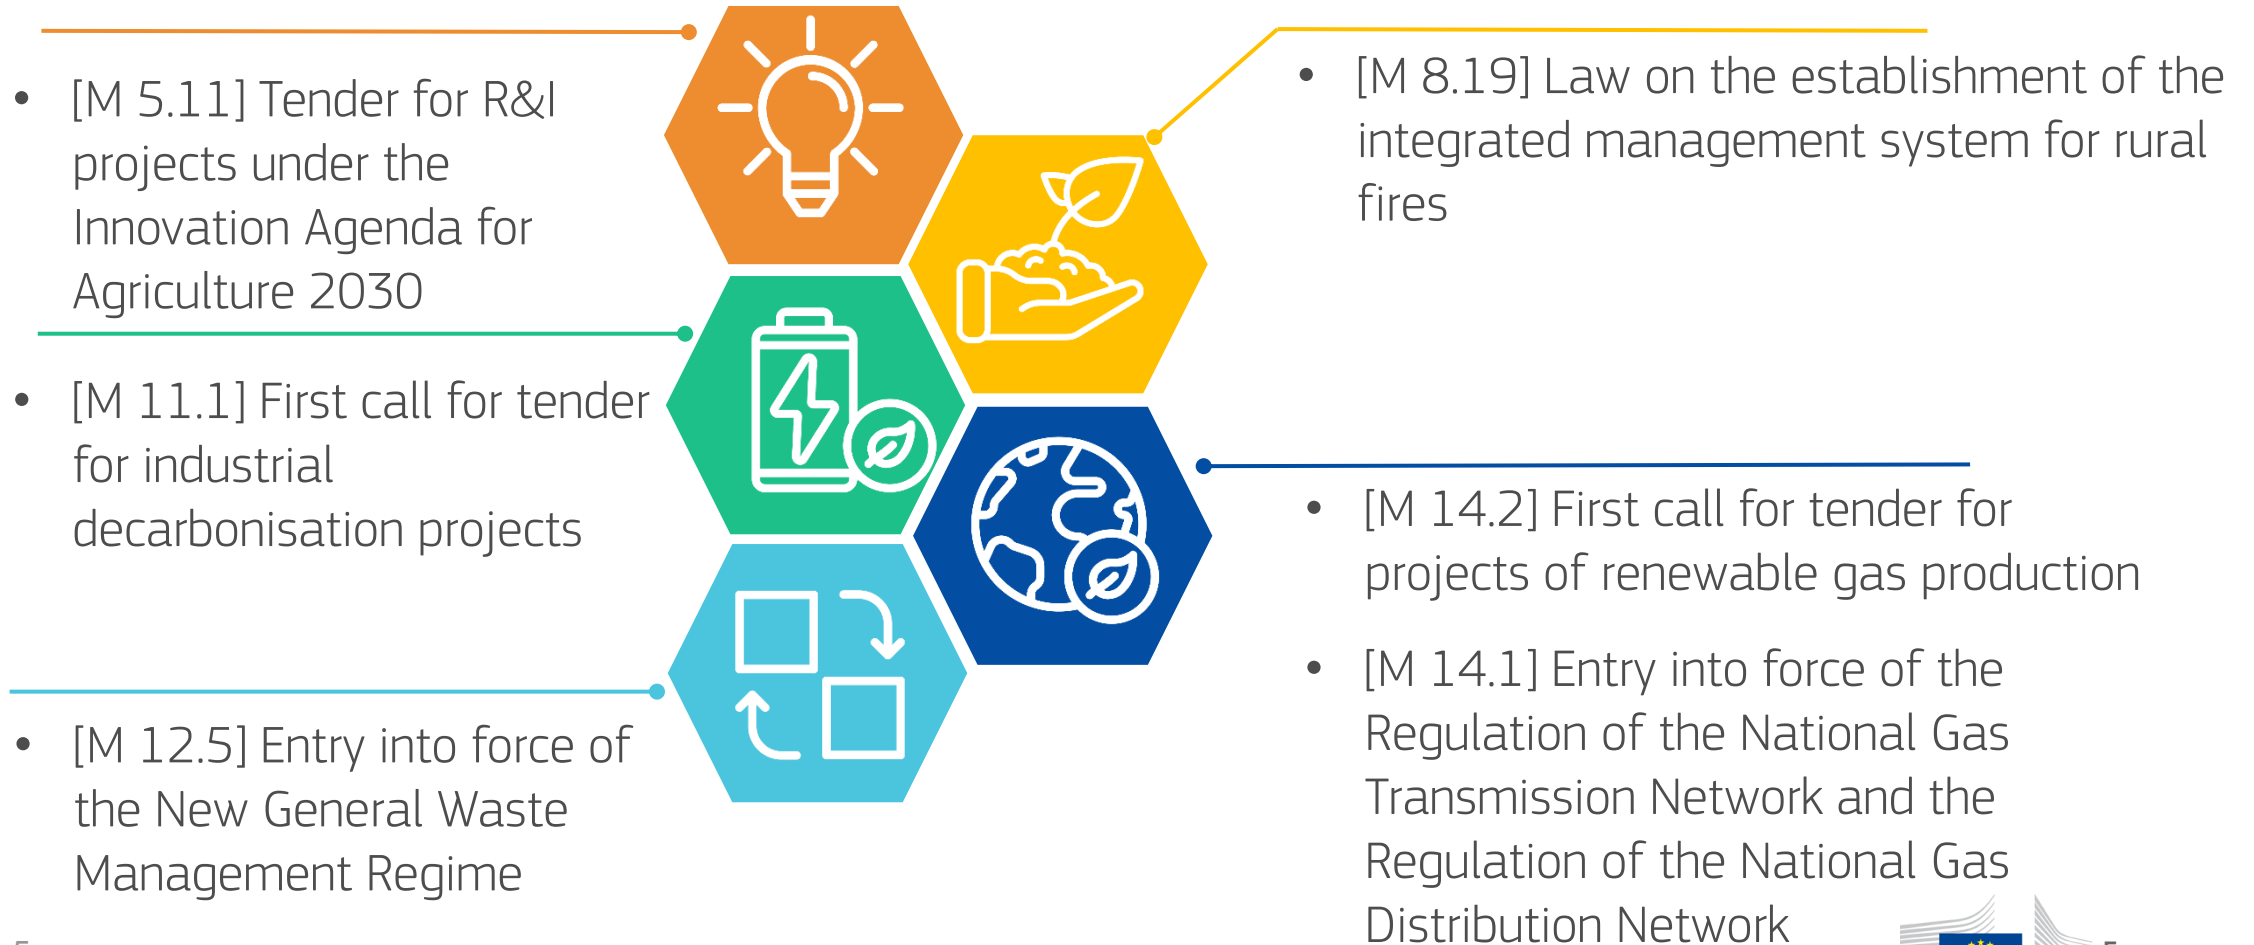 • [M 5.11] Tender for R&I
projects under the
Innovation Agenda for
Agriculture 2030
• [M 11.1] First call for tender
for industrial
decarbonisation projects
• [M 12.5] Entry into force of
the New General Waste
Management Regime
• [M 8.19] Law on the establishment of the
integrated management system for rural
fires
• [M 14.2] First call for tender for
projects of renewable gas production
• [M 14.1] Entry into force of the
Regulation of the National Gas
Transmission Network and the
Regulation of the National Gas
Distribution Network